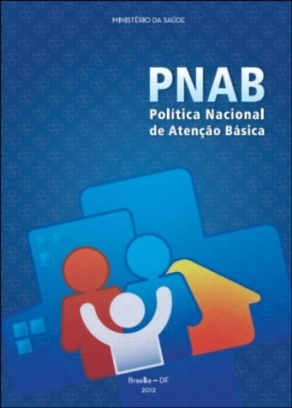 MINISTÉRIO DA SAÚDE
PNAB
Política Nacional
de Atenção Básica
Brasília – DF
2012